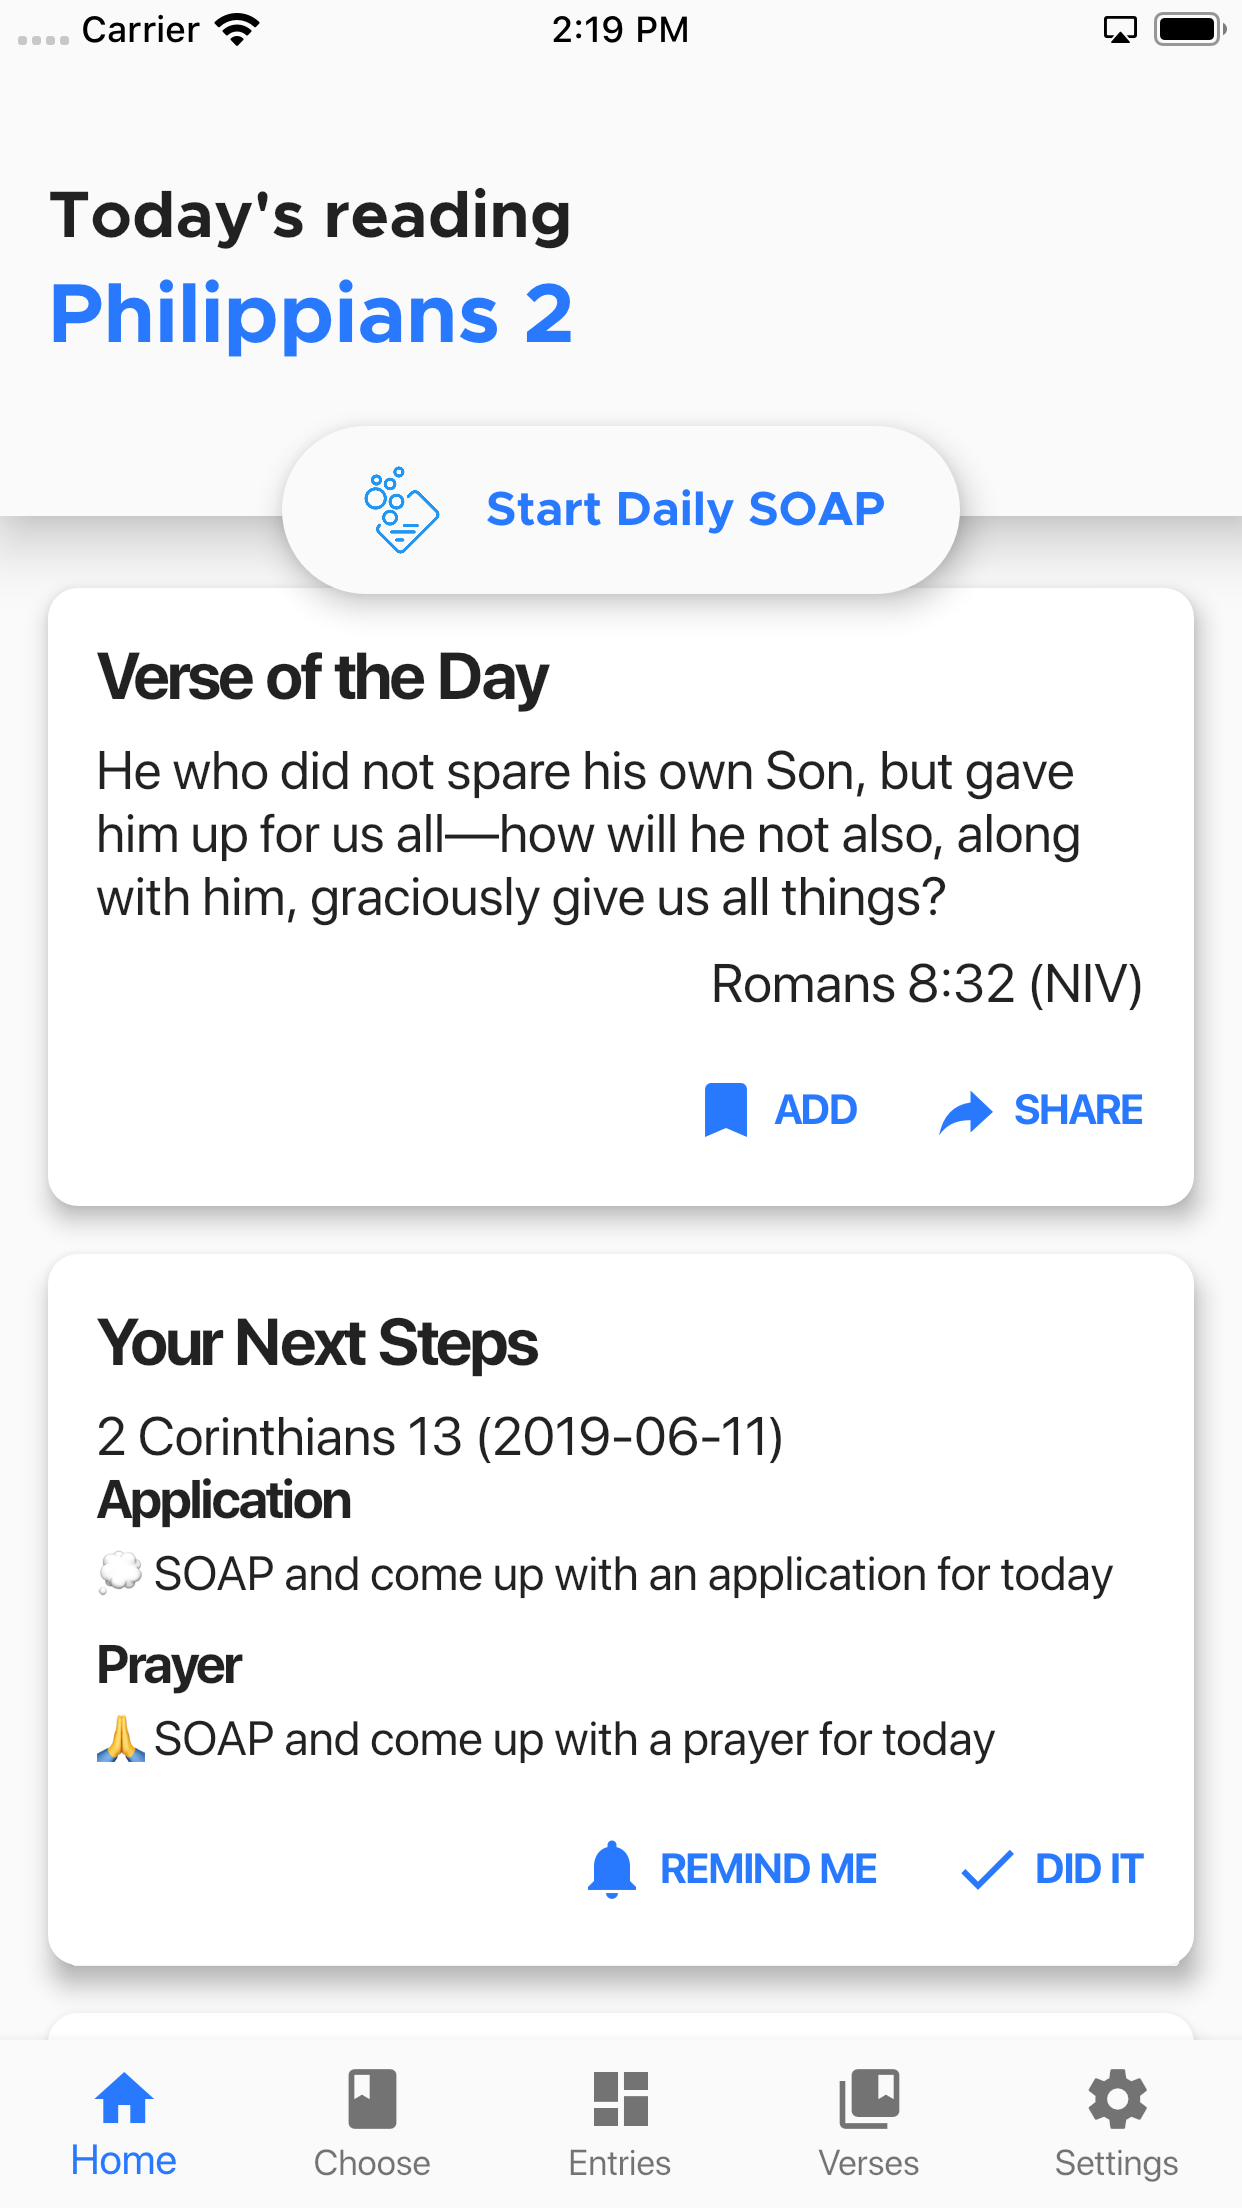 Carrier 2:19 PM
Today's reading
Philippians 2
Start Daily SOAP
Verse of the Day
He who did not spare his own Son, but gave
him up for us all—how will he not also, along
with him, graciously give us all things?
Romans 8:32 (NIV)
ADD SHARE
Your Next Steps
2 Corinthians 13 (2019-06-11)
Application
💭 SOAP and come up with an application for today
Prayer
🙏 SOAP and come up with a prayer for today
REMIND ME DID IT
Home Choose Entries Verses Settings